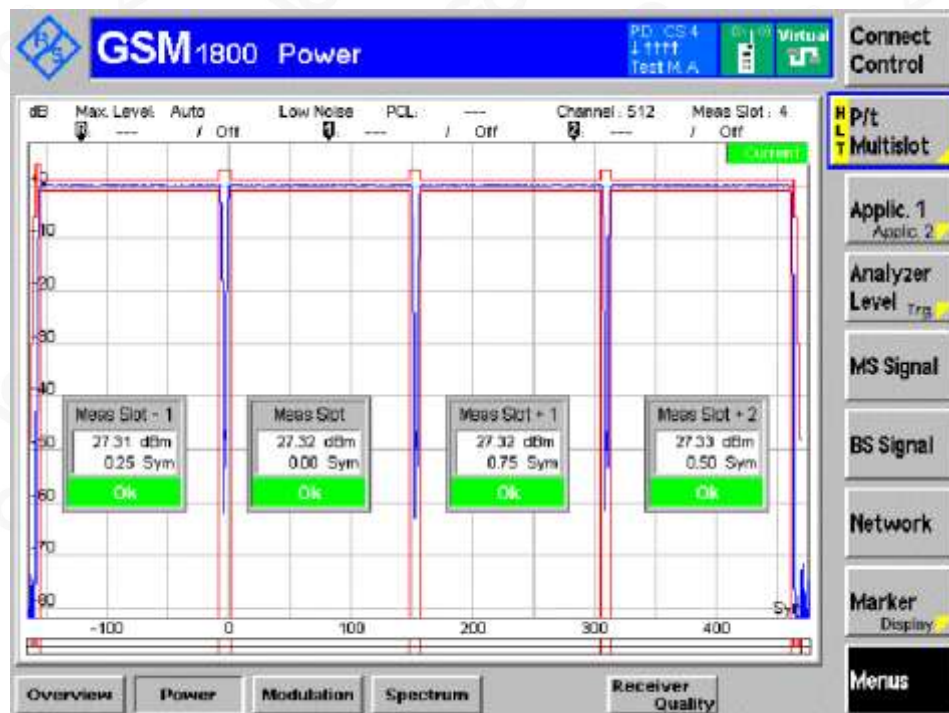 GSM 1800 Power
PD: CS4
Test M. A.
Virtual
Connect
Control
dB Max. Level: Auto Low Noise PCL: --- Channel: 512 Meas Slot: 4
--- / Off 1: --- / Off 2: --- / Off
Current
HLT P/t
Multislot
Applic. 1
Applic. 2
Analyzer
Level Trg.
MS Signal
BS Signal
Network
Marker
Display
Menus
-10
-20
-30
-40
-50
-60
-70
-80
Meas Slot - 1
27.31 dBm
0.25 Sym
Ok
Meas Slot
27.32 dBm
0.00 Sym
Ok
Meas Slot + 1
27.32 dBm
0.75 Sym
Ok
Meas Slot + 2
27.33 dBm
0.50 Sym
Ok
-100 0 100 200 300 400
Overview Power Modulation Spectrum Receiver
Quality